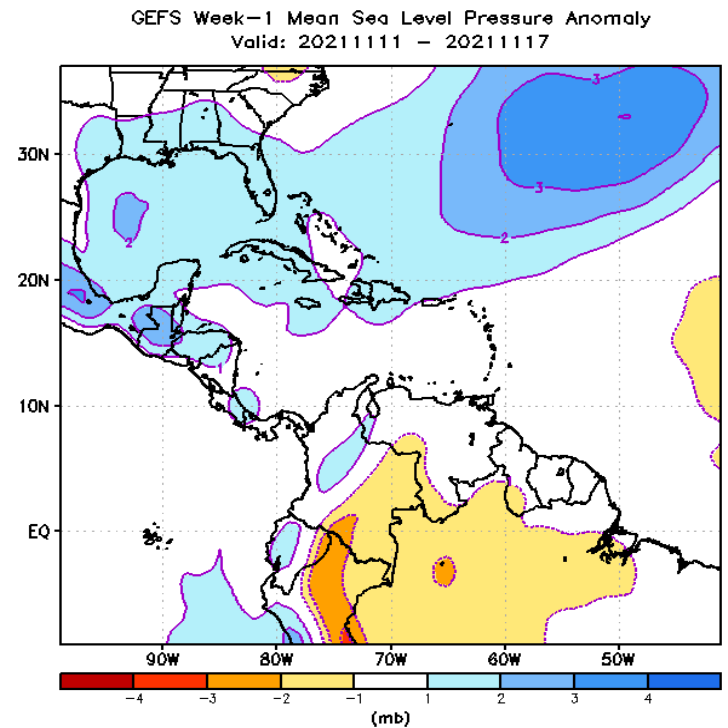 GEFS Week-1 Mean Sea Level Pressure Anomaly
Valid: 20211111 - 20211117
30N
20N
10N
EQ
3
3
2
2
1
90W 80W 70W 60W 50W
-4 -3 -2 -1 1 2 3 4
(mb)